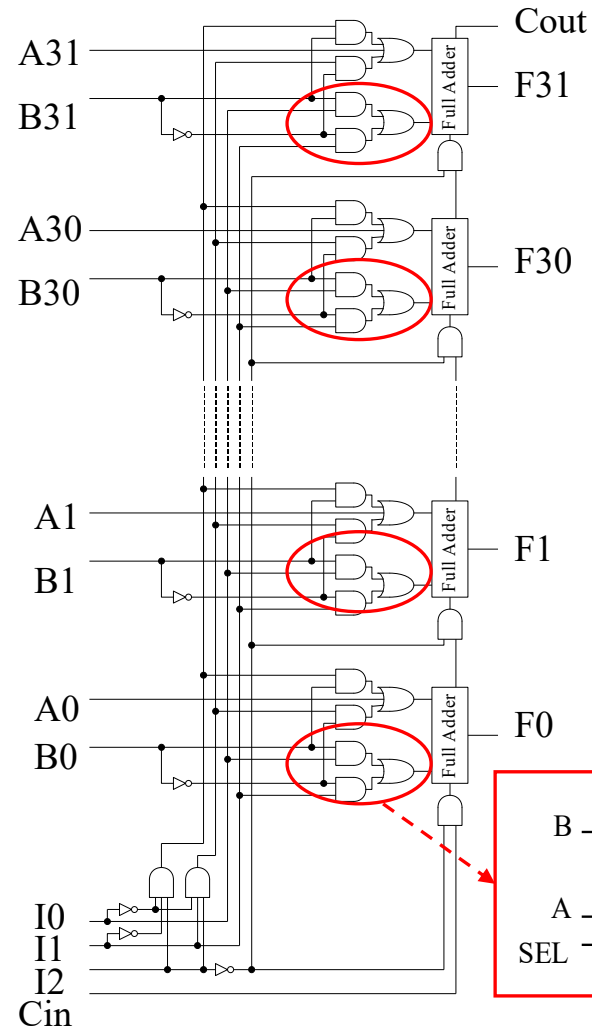 Cout
A31
F31
B31
Full Adder
A30
F30
B30
Full Adder
A1
F1
B1
Full Adder
A0
F0
B0
Full Adder
B
A
SEL
I0
I1
I2
Cin